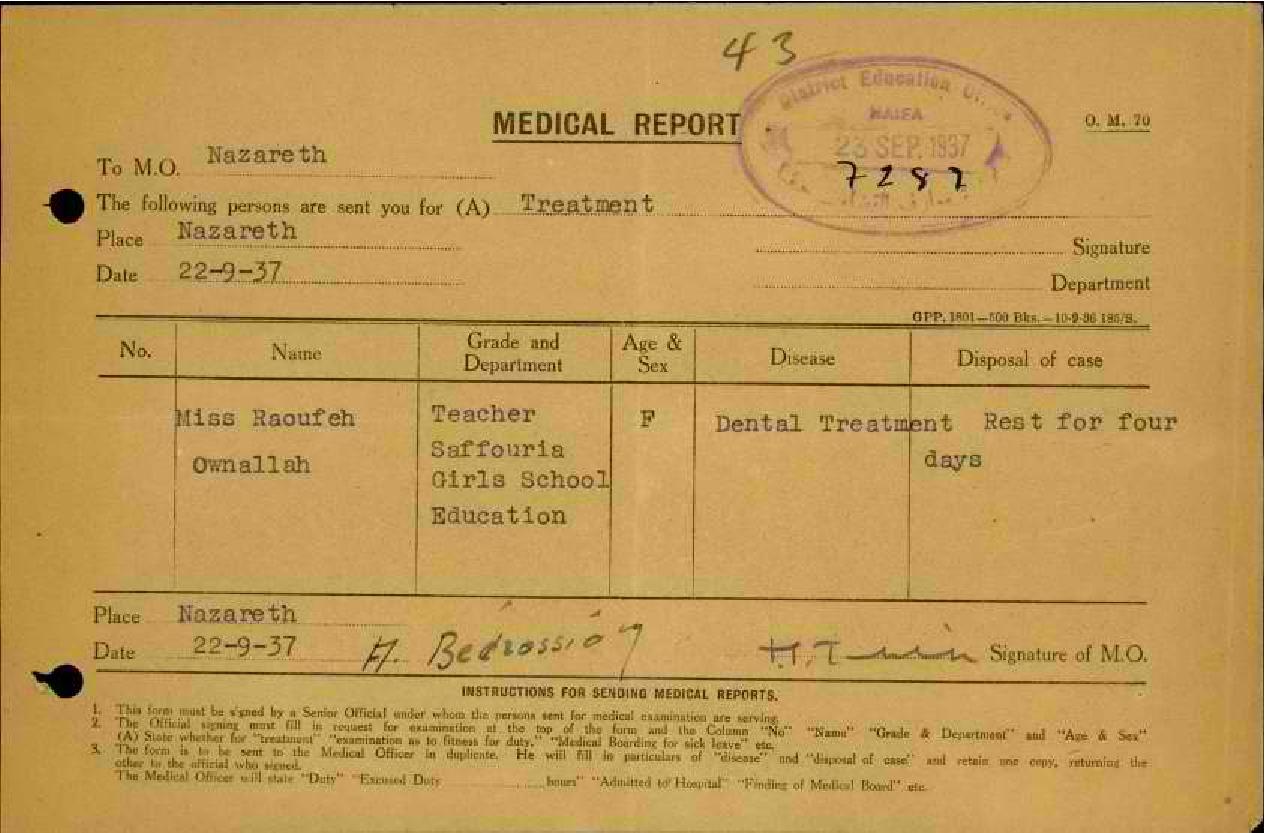 43
District Education Office
HAIFA
23 SEP. 1937
7287
MEDICAL REPORT
O. M. 70
To M.O. Nazareth
The following persons are sent you for (A) Treatment
Place Nazareth
Signature
Date 22-9-37
Department
GPP. 1801—500 Bks.—10-9-36 185/S.
No. Name Grade and Department Age & Sex Disease Disposal of case
Miss Raoufeh Teacher F Dental Treatment Rest for four
Ownallah Saffouria days
Girls School
Education
Place Nazareth
Date 22-9-37 H. Bedrossian Signature of M.O.
INSTRUCTIONS FOR SENDING MEDICAL REPORTS.
1. This form must be signed by a Senior Official under whom the persons sent for medical examination are serving.
2. The Official signing must fill in request for examination at the top of the form and the Column "No" "Name" "Grade & Department" and "Age & Sex"
(A) State whether for "treatment" "examination as to fitness for duty," "Medical Boarding for sick leave" etc.
3. The form is to be sent to the Medical Officer in duplicate. He will fill in particulars of "disease" and "disposal of case" and retain one copy, returning the
other to the official who signed.
The Medical Officer will state "Duty" "Excused Duty ........ hours" "Admitted to Hospital" "Finding of Medical Board" etc.